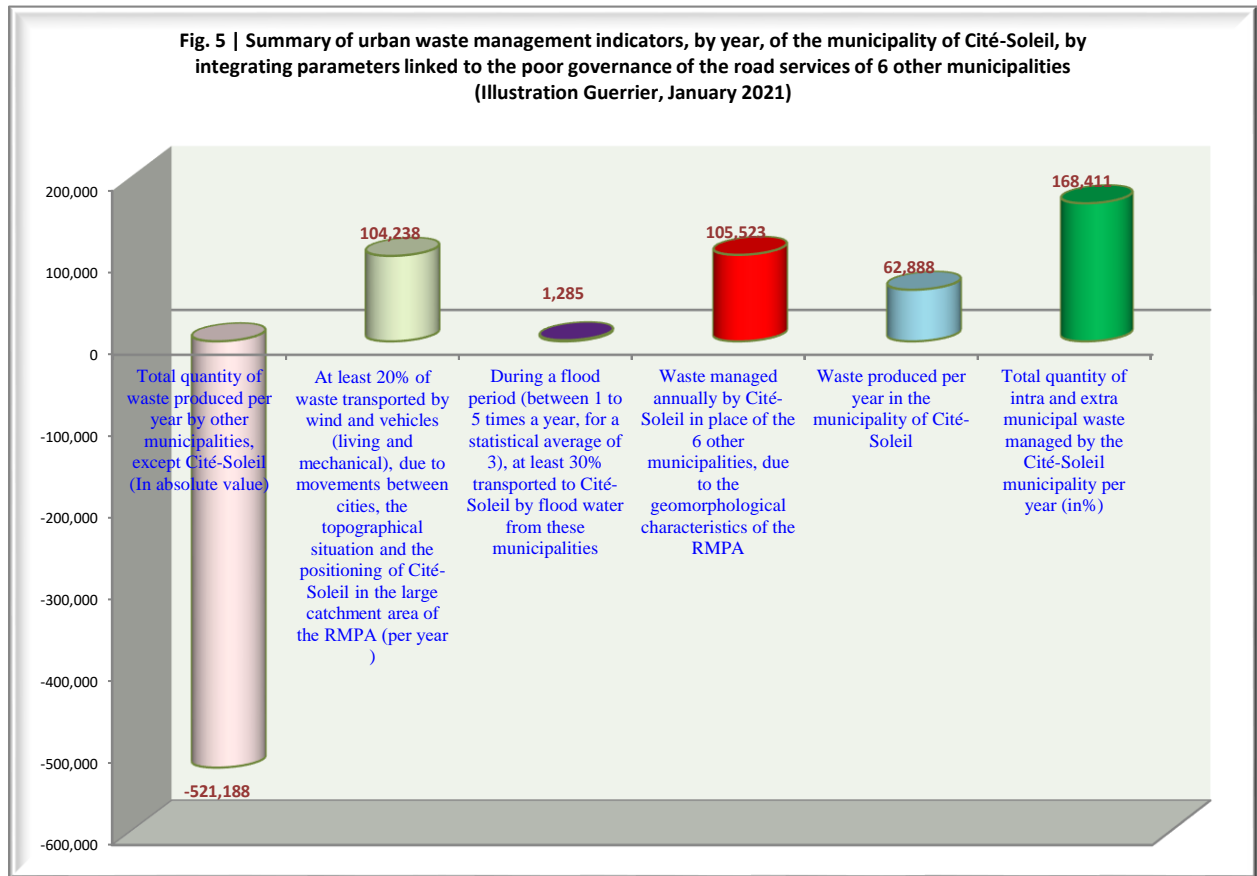 Fig. 5 | Summary of urban waste management indicators, by year, of the municipality of Cité-Soleil, by
integrating parameters linked to the poor governance of the road services of 6 other municipalities
(Illustration Guerrier, January 2021)
200,000
100,000
0
-100,000
-200,000
-300,000
-400,000
-500,000
-600,000
-521,188
104,238
1,285
105,523
62,888
168,411
Total quantity of
waste produced per
year by other
municipalities,
except Cité-Soleil
(In absolute value)
At least 20% of
waste transported by
wind and vehicles
(living and
mechanical), due to
movements between
cities, the
topographical
situation and the
positioning of Cité-
Soleil in the large
catchment area of
the RMPA (per year
)
During a flood
period (between 1 to
5 times a year, for a
statistical average of
3), at least 30%
transported to Cité-
Soleil by flood water
from these
municipalities
Waste managed
annually by Cité-
Soleil in place of the
6 other
municipalities, due
to the
geomorphological
characteristics of the
RMPA
Waste produced per
year in the
municipality of Cité-
Soleil
Total quantity of
intra and extra
municipal waste
managed by the
Cité-Soleil
municipality per
year (in%)